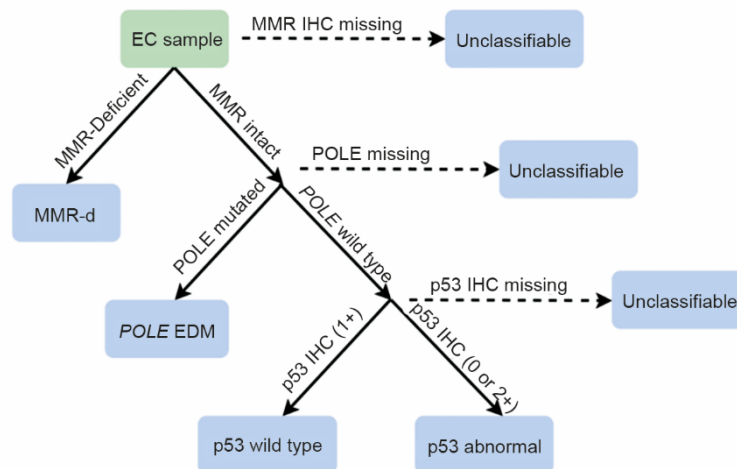 EC sample
MMR IHC missing
Unclassifiable
MMR-Deficient
MMR intact
MMR-d
POLE missing
Unclassifiable
POLE mutated
POLE wild type
POLE EDM
p53 IHC missing
Unclassifiable
p53 IHC (1+)
p53 IHC (0 or 2+)
p53 wild type
p53 abnormal